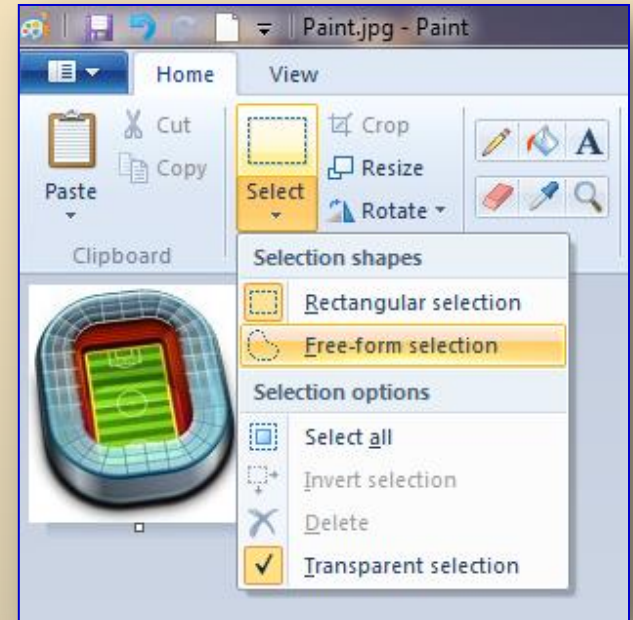 Paint.jpg - Paint
Home View
Cut
Copy
Paste
Clipboard
Select
Crop
Resize
Rotate
A
Selection shapes
Rectangular selection
Free-form selection
Selection options
Select all
Invert selection
Delete
Transparent selection